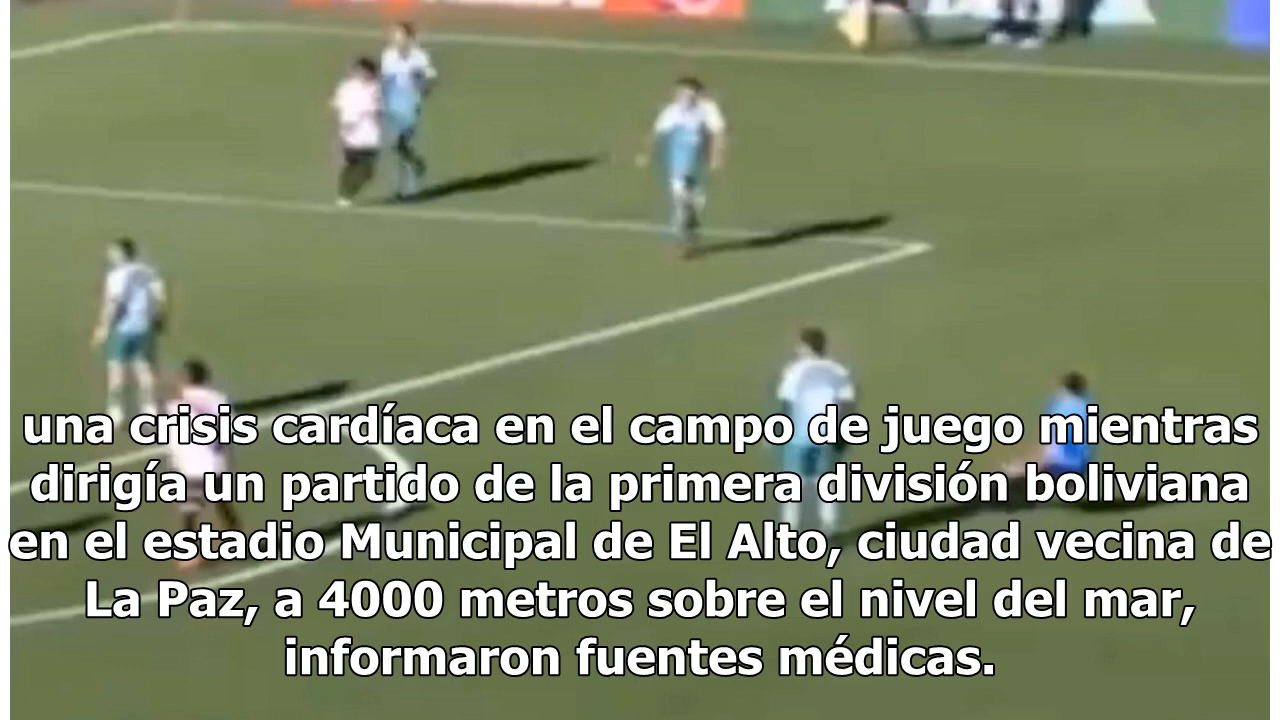 una crisis cardíaca en el campo de juego mientras
dirigía un partido de la primera división boliviana
en el estadio Municipal de El Alto, ciudad vecina de
La Paz, a 4000 metros sobre el nivel del mar,
informaron fuentes médicas.